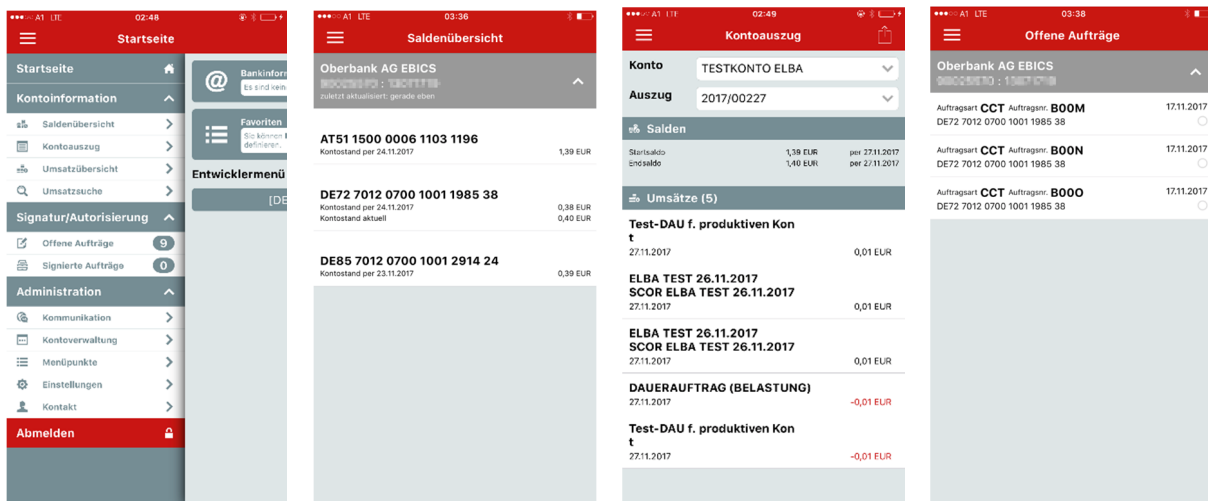 A1 LTE 02:48
Startseite
Startseite
Kontoinformation
Saldenübersicht
Kontoauszug
Umsatzübersicht
Umsatzsuche
Signatur/Autorisierung
Offene Aufträge 9
Signierte Aufträge 0
Administration
Kommunikation
Kontoverwaltung
Menüpunkte
Einstellungen
Kontakt
Abmelden
@ Bankinforn
Es sind kein
Favoriten
Sie können
definieren.
Entwicklermenü
[DE
A1 LTE 03:36
Saldenübersicht
Oberbank AG EBICS
zuletzt aktualisiert: gerade eben
AT51 1500 0006 1103 1196
Kontostand per 24.11.2017 1,39 EUR
DE72 7012 0700 1001 1985 38
Kontostand per 24.11.2017 0,38 EUR
Kontostand aktuell 0,40 EUR
DE85 7012 0700 1001 2914 24
Kontostand per 23.11.2017 0,39 EUR
A1 LTE 02:49
Kontoauszug
Konto TESTKONTO ELBA
Auszug 2017/00227
Salden
Startsaldo 1,39 EUR per 27.11.2017
Endsaldo 1,40 EUR per 27.11.2017
Umsätze (5)
Test-DAU f. produktiven Kon
t
27.11.2017 0,01 EUR
ELBA TEST 26.11.2017
SCOR ELBA TEST 26.11.2017
27.11.2017 0,01 EUR
ELBA TEST 26.11.2017
SCOR ELBA TEST 26.11.2017
27.11.2017 0,01 EUR
DAUERAUFTRAG (BELASTUNG)
27.11.2017 -0,01 EUR
Test-DAU f. produktiven Kon
t
27.11.2017 -0,01 EUR
A1 LTE 03:38
Offene Aufträge
Oberbank AG EBICS
Auftragsart CCT Auftragsnr. B00M 17.11.2017
DE72 7012 0700 1001 1985 38
Auftragsart CCT Auftragsnr. B00N 17.11.2017
DE72 7012 0700 1001 1985 38
Auftragsart CCT Auftragsnr. B00O 17.11.2017
DE72 7012 0700 1001 1985 38